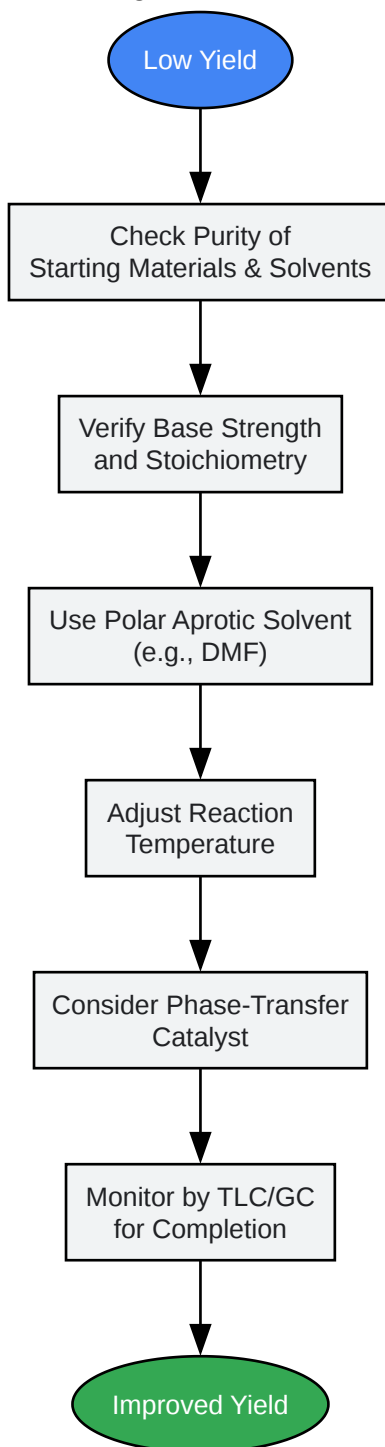 Low Yield
Check Purity of
Starting Materials & Solvents
Verify Base Strength
and Stoichiometry
Use Polar Aprotic Solvent
(e.g., DMF)
Adjust Reaction
Temperature
Consider Phase-Transfer
Catalyst
Monitor by TLC/GC
for Completion
Improved Yield